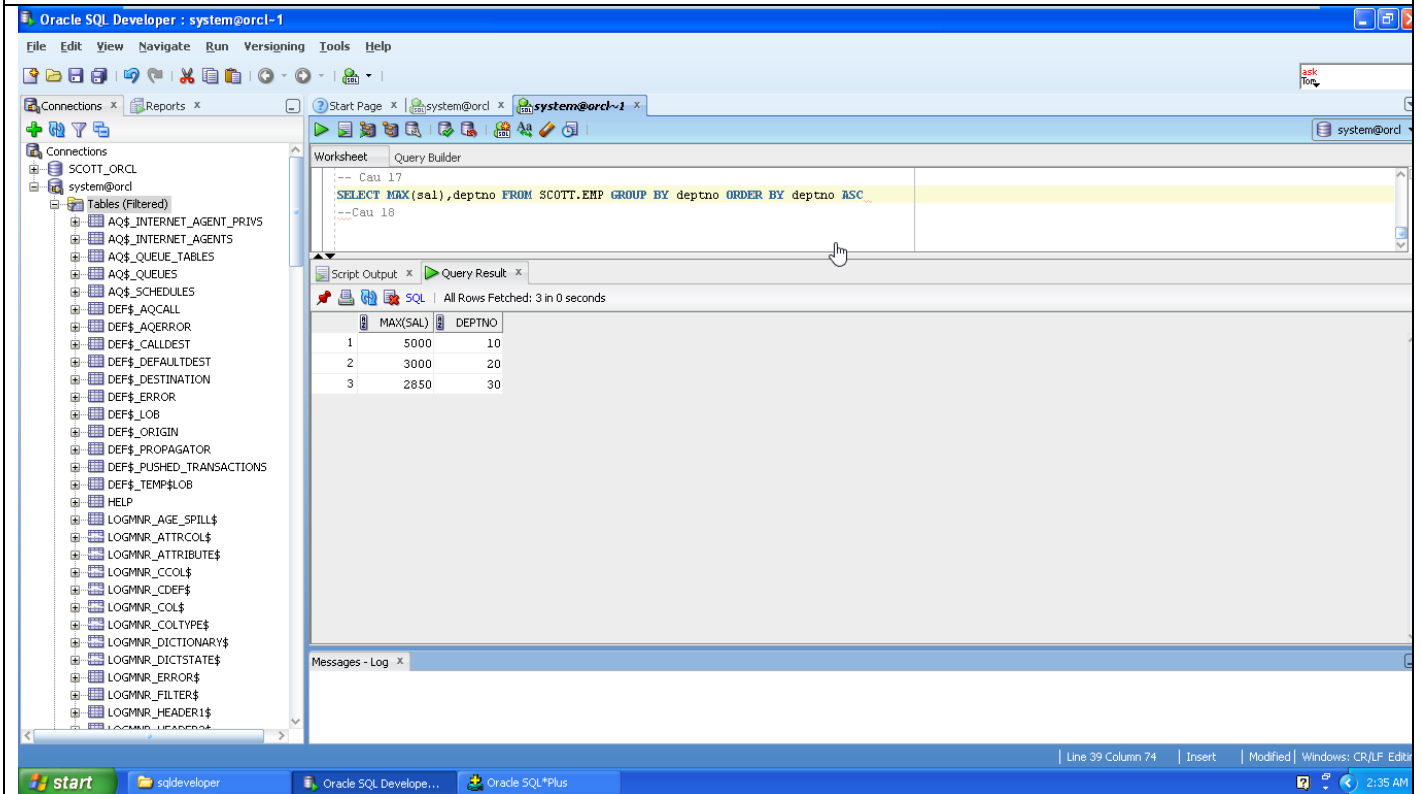 Oracle SQL Developer : system@orcl~1
File Edit View Navigate Run Versioning Tools Help
ask
Tom
Connections Reports
Start Page system@orcl system@orcl~1
system@orcl
Connections
SCOTT_ORCL
system@orcl
Tables (Filtered)
AQ$_INTERNET_AGENT_PRIVS
AQ$_INTERNET_AGENTS
AQ$_QUEUE_TABLES
AQ$_QUEUES
AQ$_SCHEDULES
DEF$_AQCALL
DEF$_AQERROR
DEF$_CALLDEST
DEF$_DEFAULTDEST
DEF$_DESTINATION
DEF$_ERROR
DEF$_LOB
DEF$_ORIGIN
DEF$_PROPAGATOR
DEF$_PUSHED_TRANSACTIONS
DEF$_TEMP$LOB
HELP
LOGMNR_AGE_SPILL$
LOGMNR_ATTRCOL$
LOGMNR_ATTRIBUTE$
LOGMNR_CCOL$
LOGMNR_CDEF$
LOGMNR_COL$
LOGMNR_COLTYPE$
LOGMNR_DICTIONARY$
LOGMNR_DICTSTATE$
LOGMNR_ERROR$
LOGMNR_FILTER$
LOGMNR_HEADER1$
Worksheet Query Builder
-- Cau 17
SELECT MAX(sal),deptno FROM SCOTT.EMP GROUP BY deptno ORDER BY deptno ASC
--Cau 18
Script Output Query Result
SQL | All Rows Fetched: 3 in 0 seconds
MAX(SAL) DEPTNO
1 5000 10
2 3000 20
3 2850 30
Messages - Log
Line 39 Column 74 | Insert | Modified | Windows: CR/LF
start sqldeveloper Oracle SQL Develope... Oracle SQL*Plus 2:35 AM